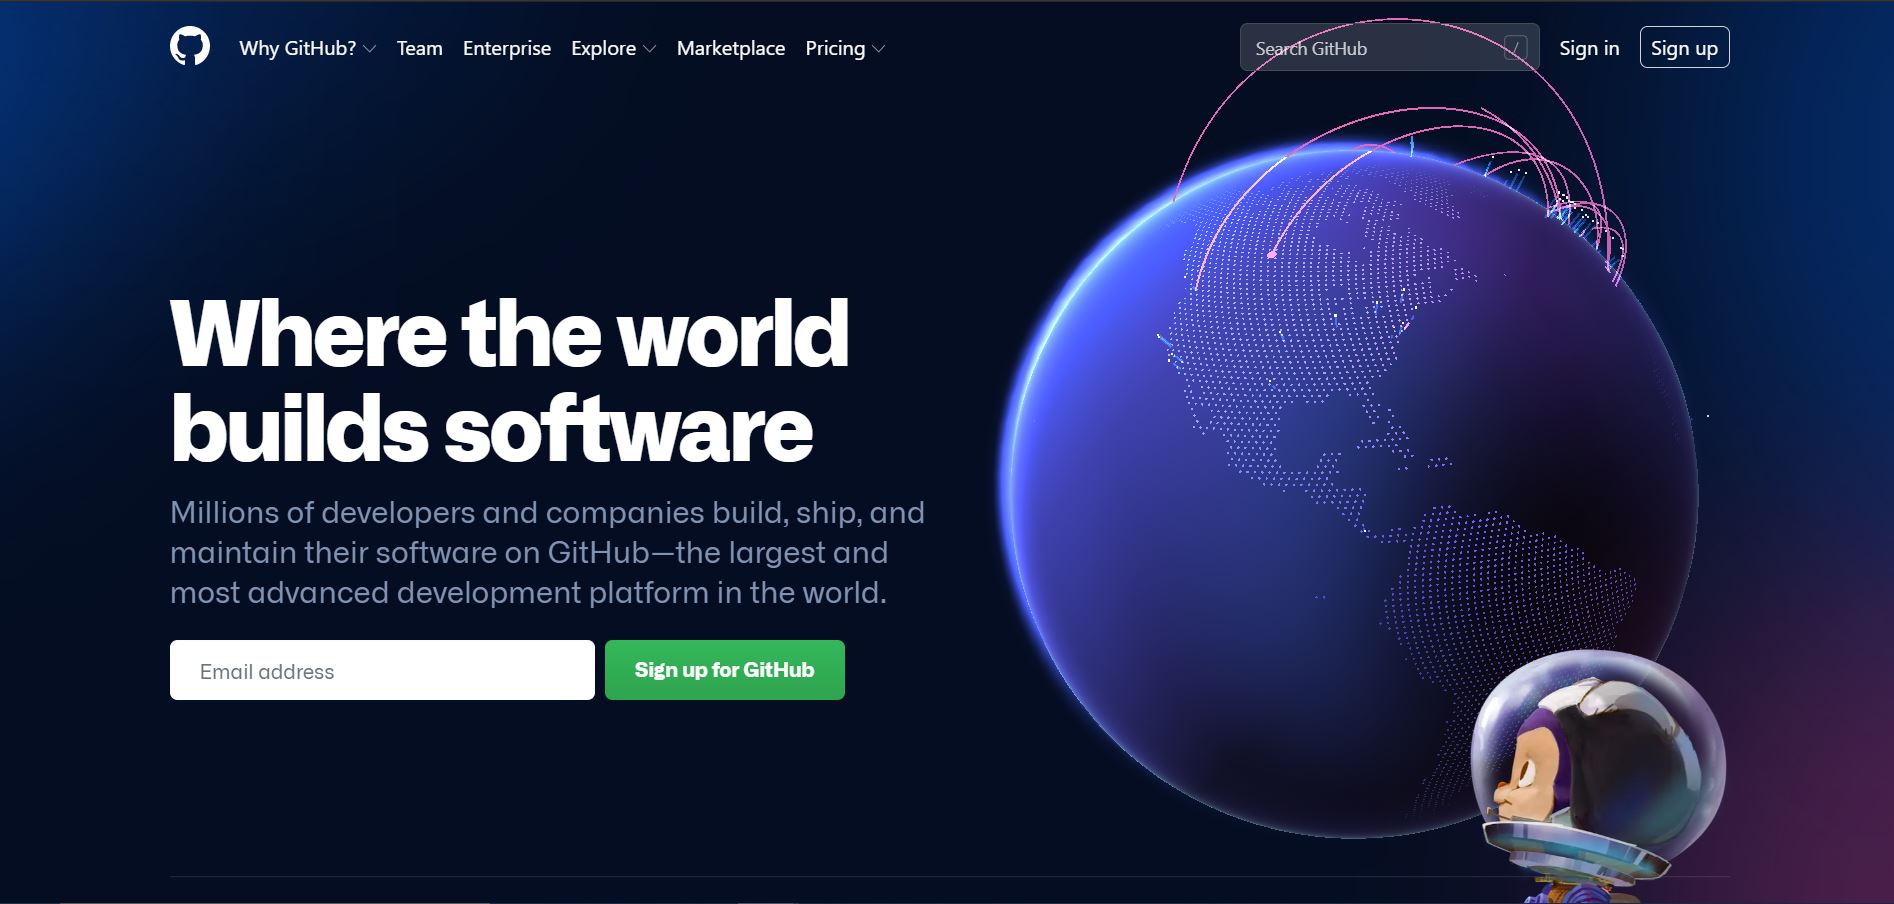 Why GitHub? Team Enterprise Explore Marketplace Pricing Search GitHub / Sign in Sign up
Where the world
builds software
Millions of developers and companies build, ship, and
maintain their software on GitHub—the largest and
most advanced development platform in the world.
Email address Sign up for GitHub